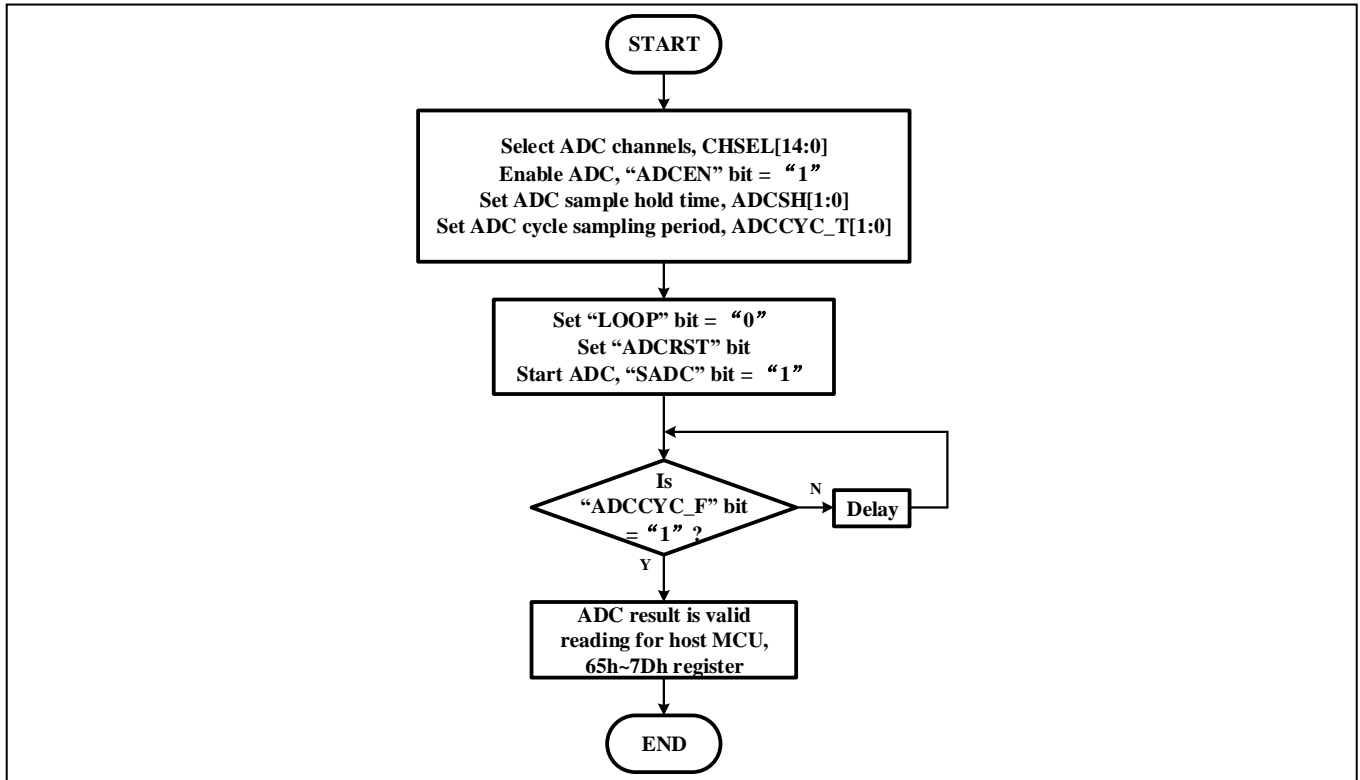 START
Select ADC channels, CHSEL[14:0]
Enable ADC, “ADCEN” bit = “1”
Set ADC sample hold time, ADCSH[1:0]
Set ADC cycle sampling period, ADCCYC_T[1:0]
Set “LOOP” bit = “0”
Set “ADCRST” bit
Start ADC, “SADC” bit = “1”
Is
“ADCCYC_F” bit
= “1” ?
N
Delay
Y
ADC result is valid
reading for host MCU,
65h~7Dh register
END